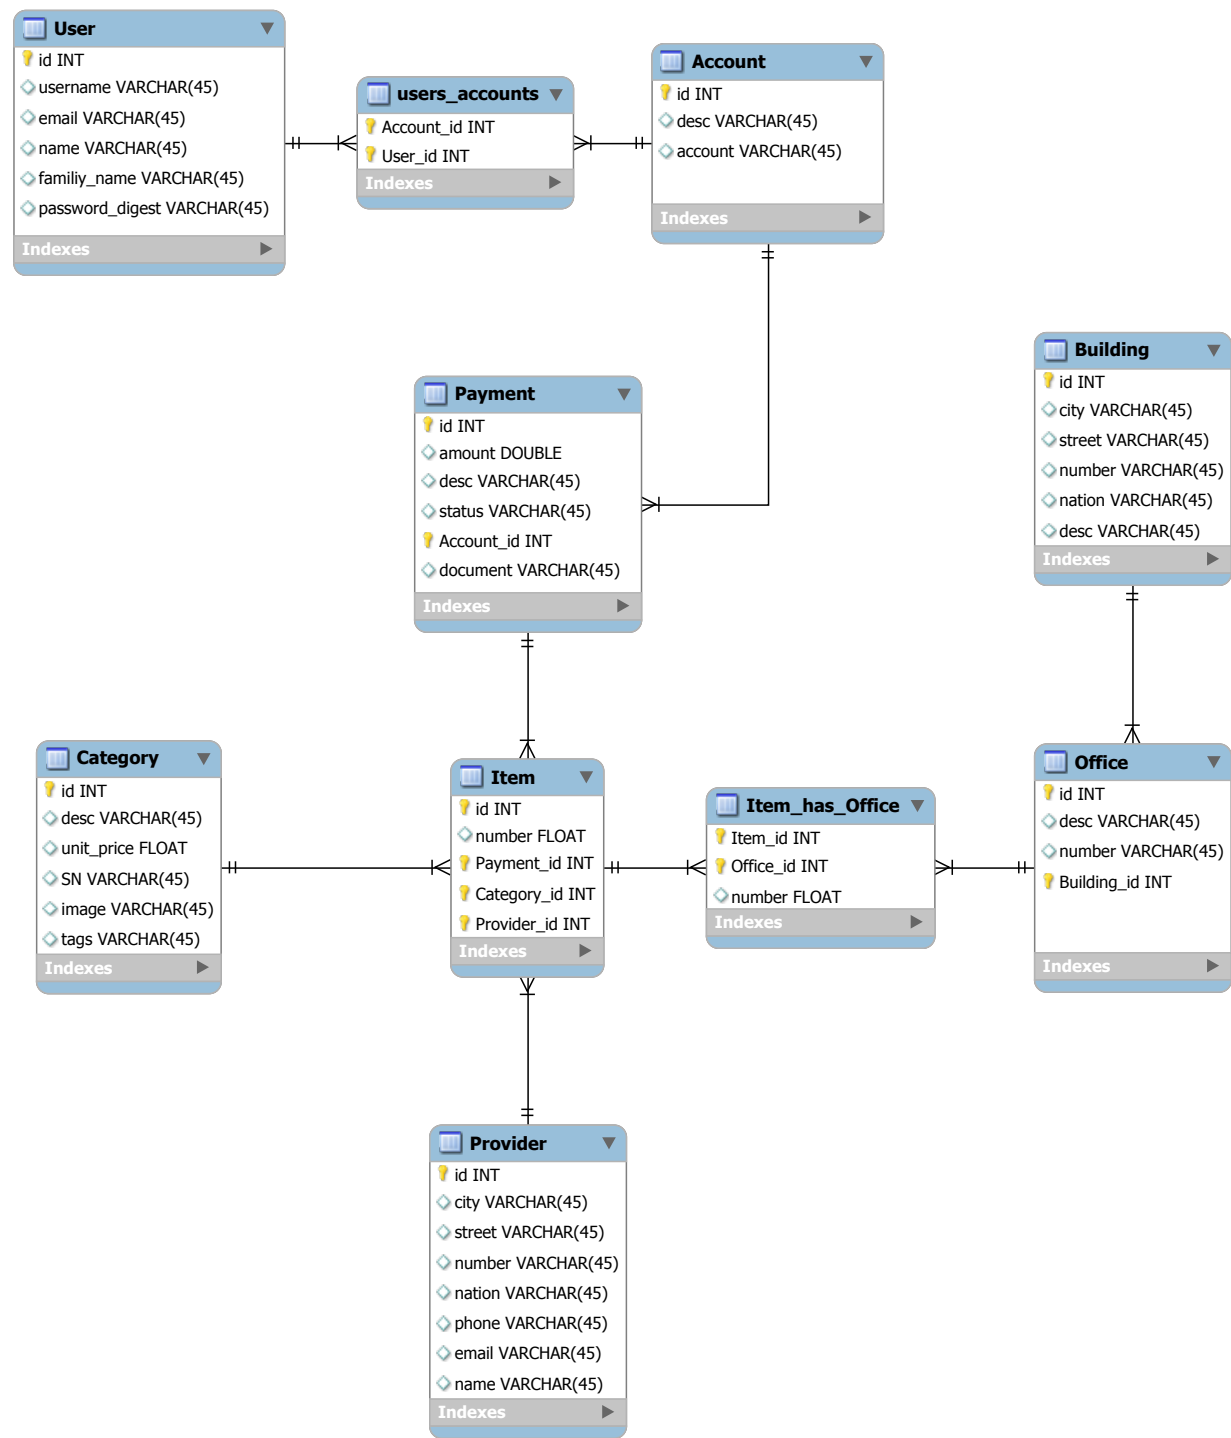 User
id INT
username VARCHAR(45)
email VARCHAR(45)
name VARCHAR(45)
familiy_name VARCHAR(45)
password_digest VARCHAR(45)
Indexes
users_accounts
Account_id INT
User_id INT
Indexes
Account
id INT
desc VARCHAR(45)
account VARCHAR(45)
Indexes
Payment
id INT
amount DOUBLE
desc VARCHAR(45)
status VARCHAR(45)
Account_id INT
document VARCHAR(45)
Indexes
Building
id INT
city VARCHAR(45)
street VARCHAR(45)
number VARCHAR(45)
nation VARCHAR(45)
desc VARCHAR(45)
Indexes
Category
id INT
desc VARCHAR(45)
unit_price FLOAT
SN VARCHAR(45)
image VARCHAR(45)
tags VARCHAR(45)
Indexes
Item
id INT
number FLOAT
Payment_id INT
Category_id INT
Provider_id INT
Indexes
Item_has_Office
Item_id INT
Office_id INT
number FLOAT
Indexes
Office
id INT
desc VARCHAR(45)
number VARCHAR(45)
Building_id INT
Indexes
Provider
id INT
city VARCHAR(45)
street VARCHAR(45)
number VARCHAR(45)
nation VARCHAR(45)
phone VARCHAR(45)
email VARCHAR(45)
name VARCHAR(45)
Indexes